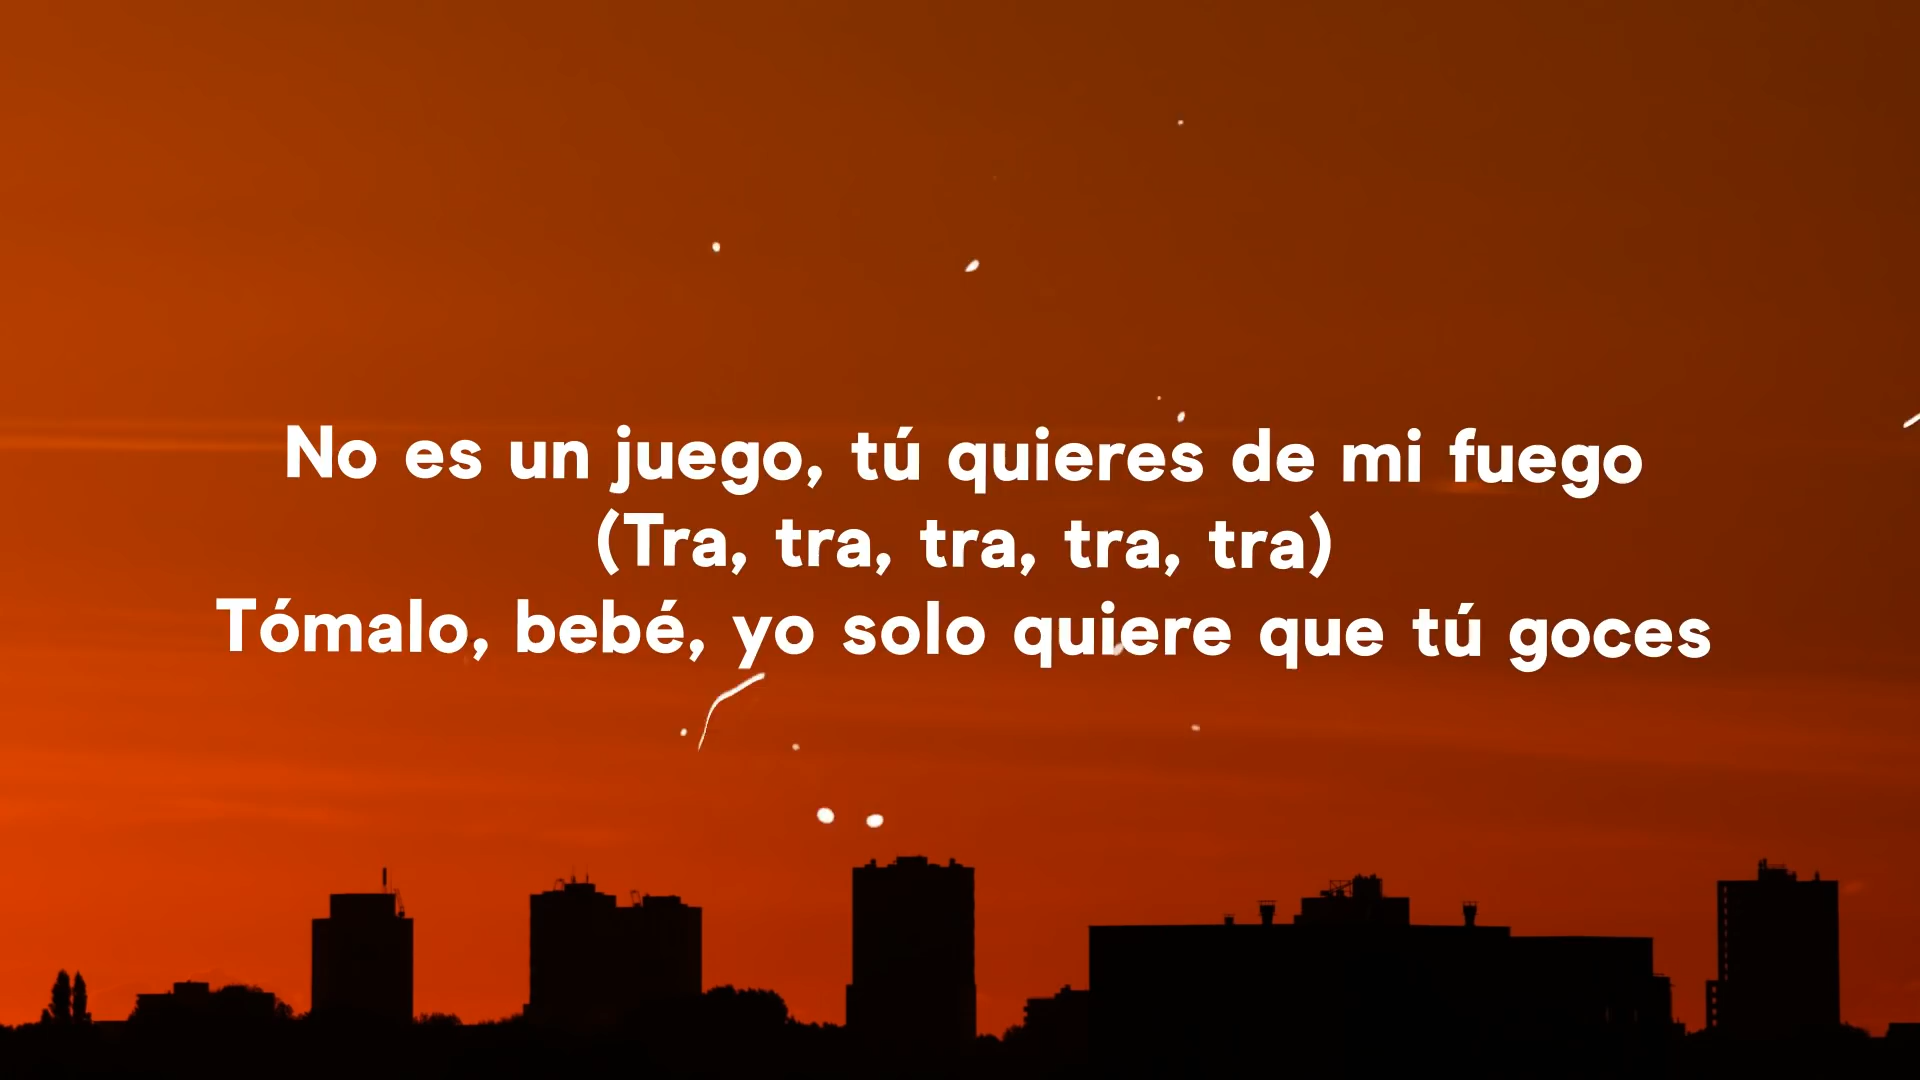 No es un juego, tú quieres de mi fuego
(Tra, tra, tra, tra, tra)
Tómalo, bebé, yo solo quiere que tú goces